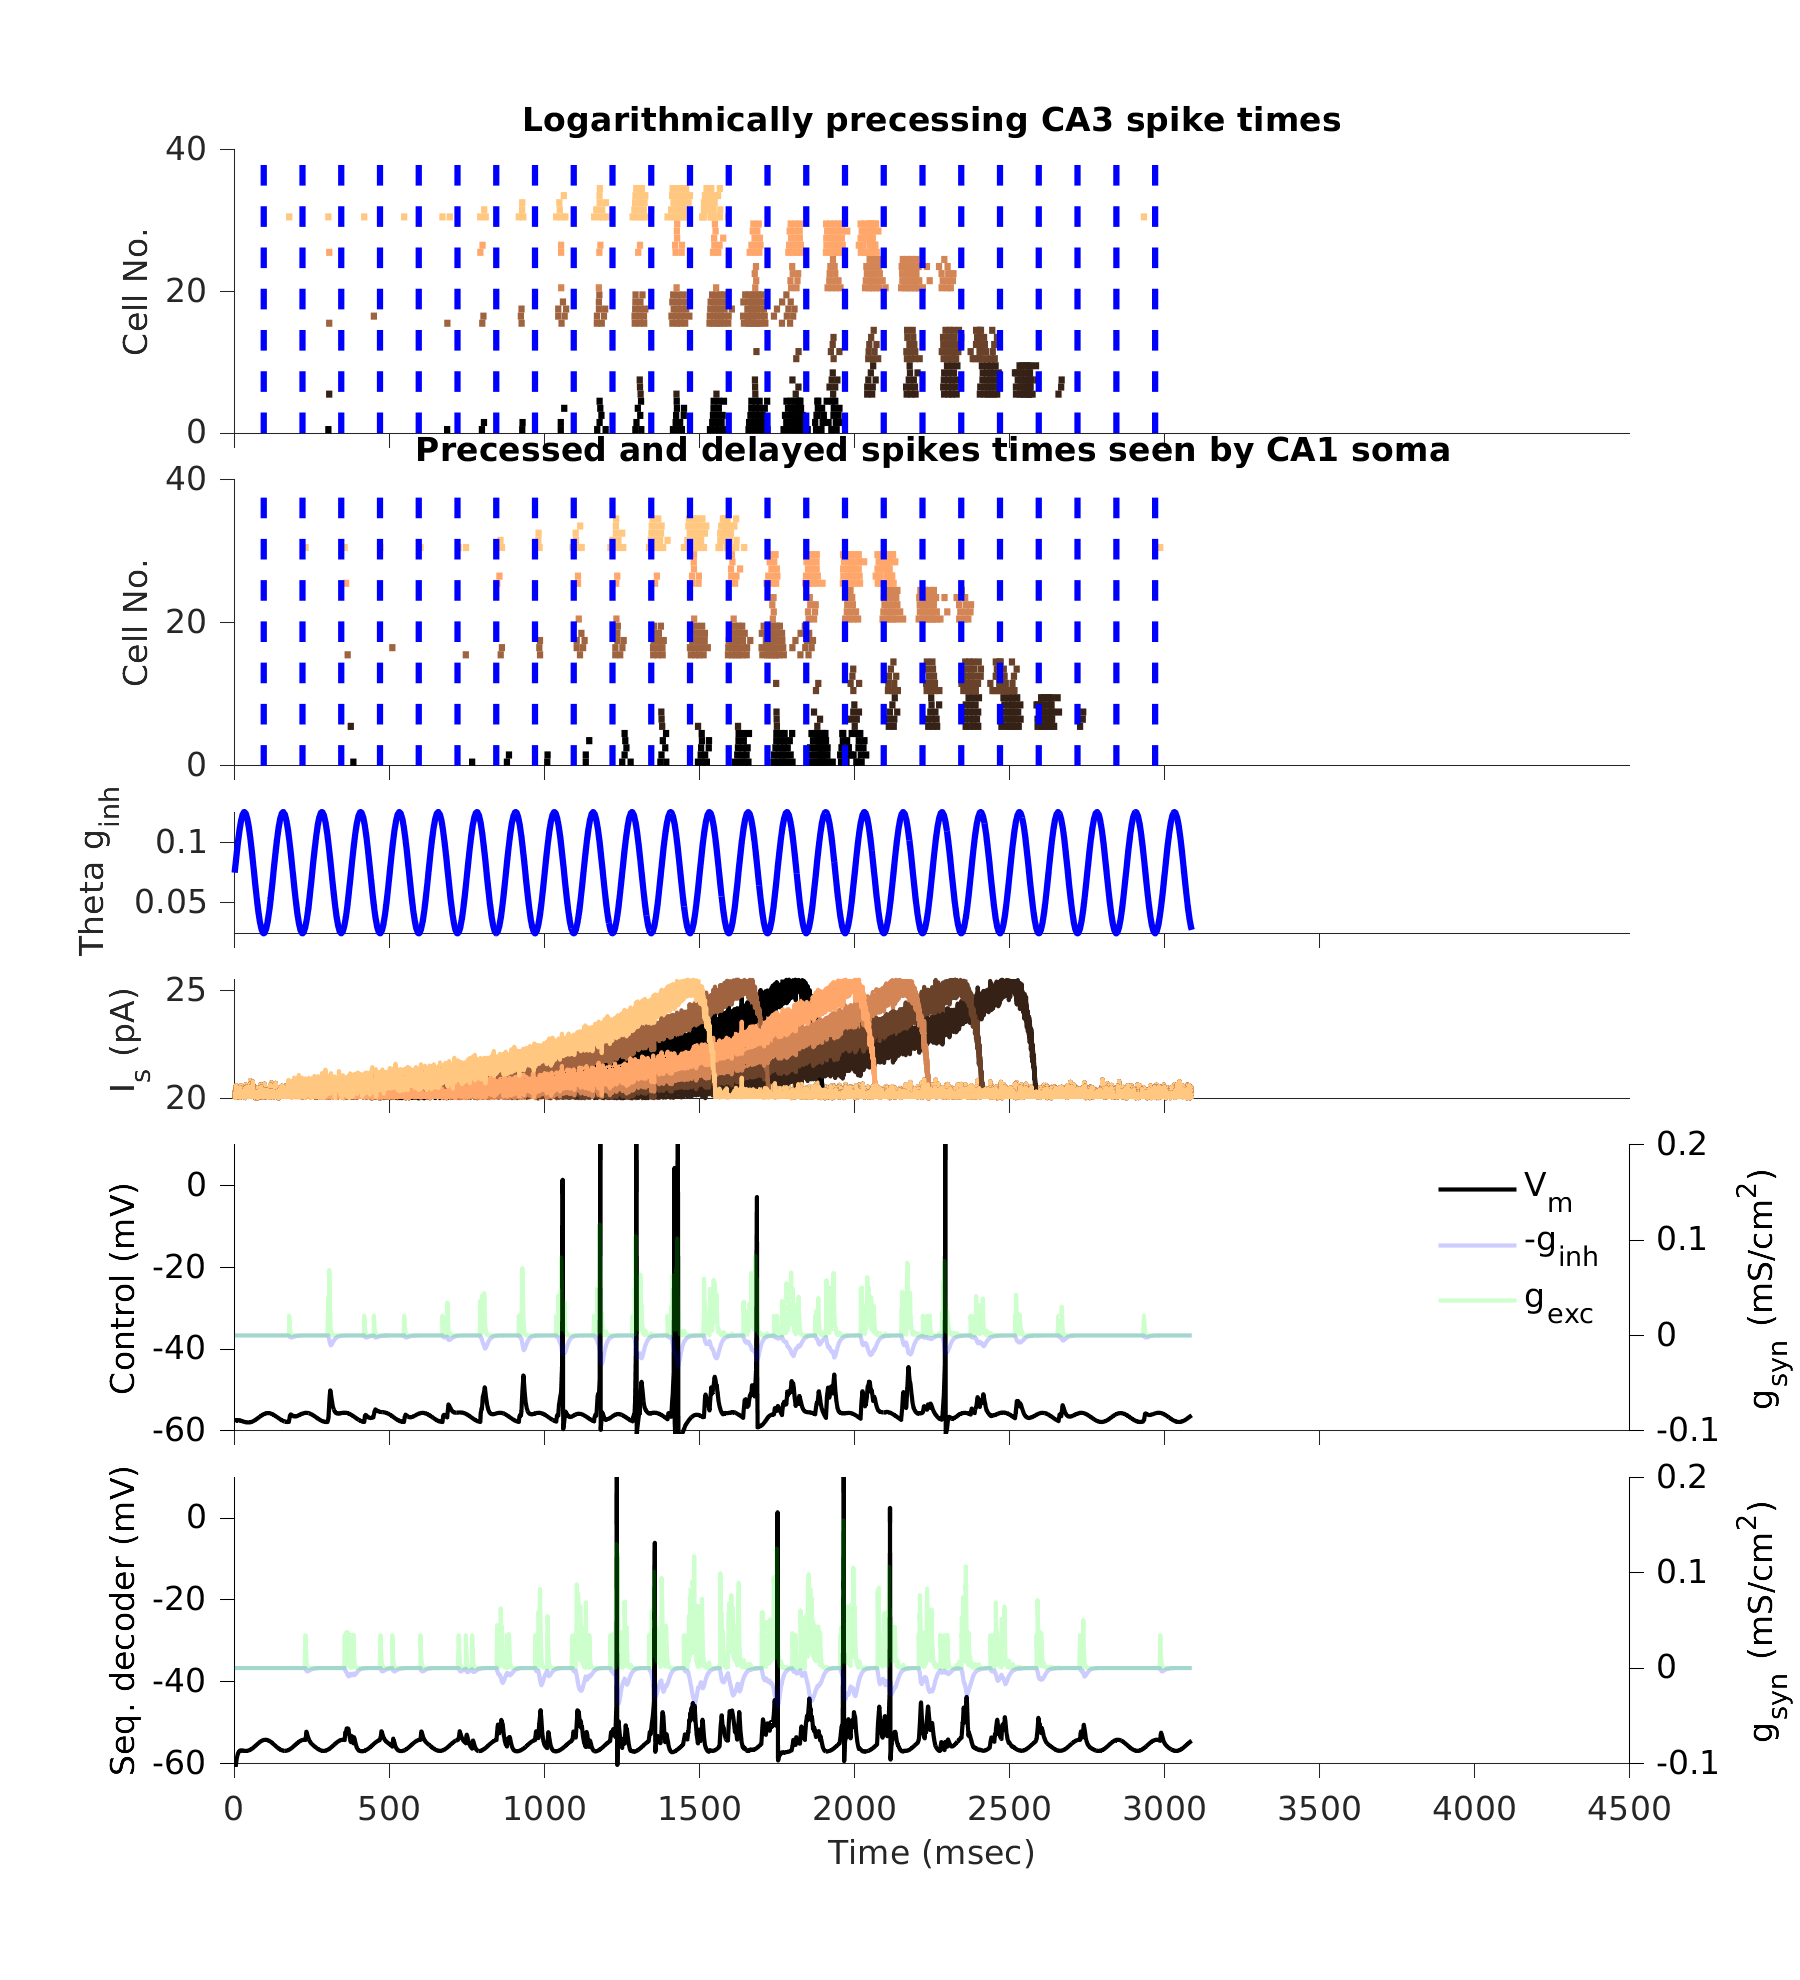 Logarithmically precessing CA3 spike times
40
20
0
Cell No.
Precessed and delayed spikes times seen by CA1 soma
40
20
0
Cell No.
0.1
0.05
Theta g_inh
25
20
I_s (pA)
0
-20
-40
-60
Control (mV)
V_m
-g_inh
g_exc
0.2
0.1
0
-0.1
g_syn (mS/cm^2)
0
-20
-40
-60
Seq. decoder (mV)
0.2
0.1
0
-0.1
g_syn (mS/cm^2)
0 500 1000 1500 2000 2500 3000 3500 4000 4500
Time (msec)